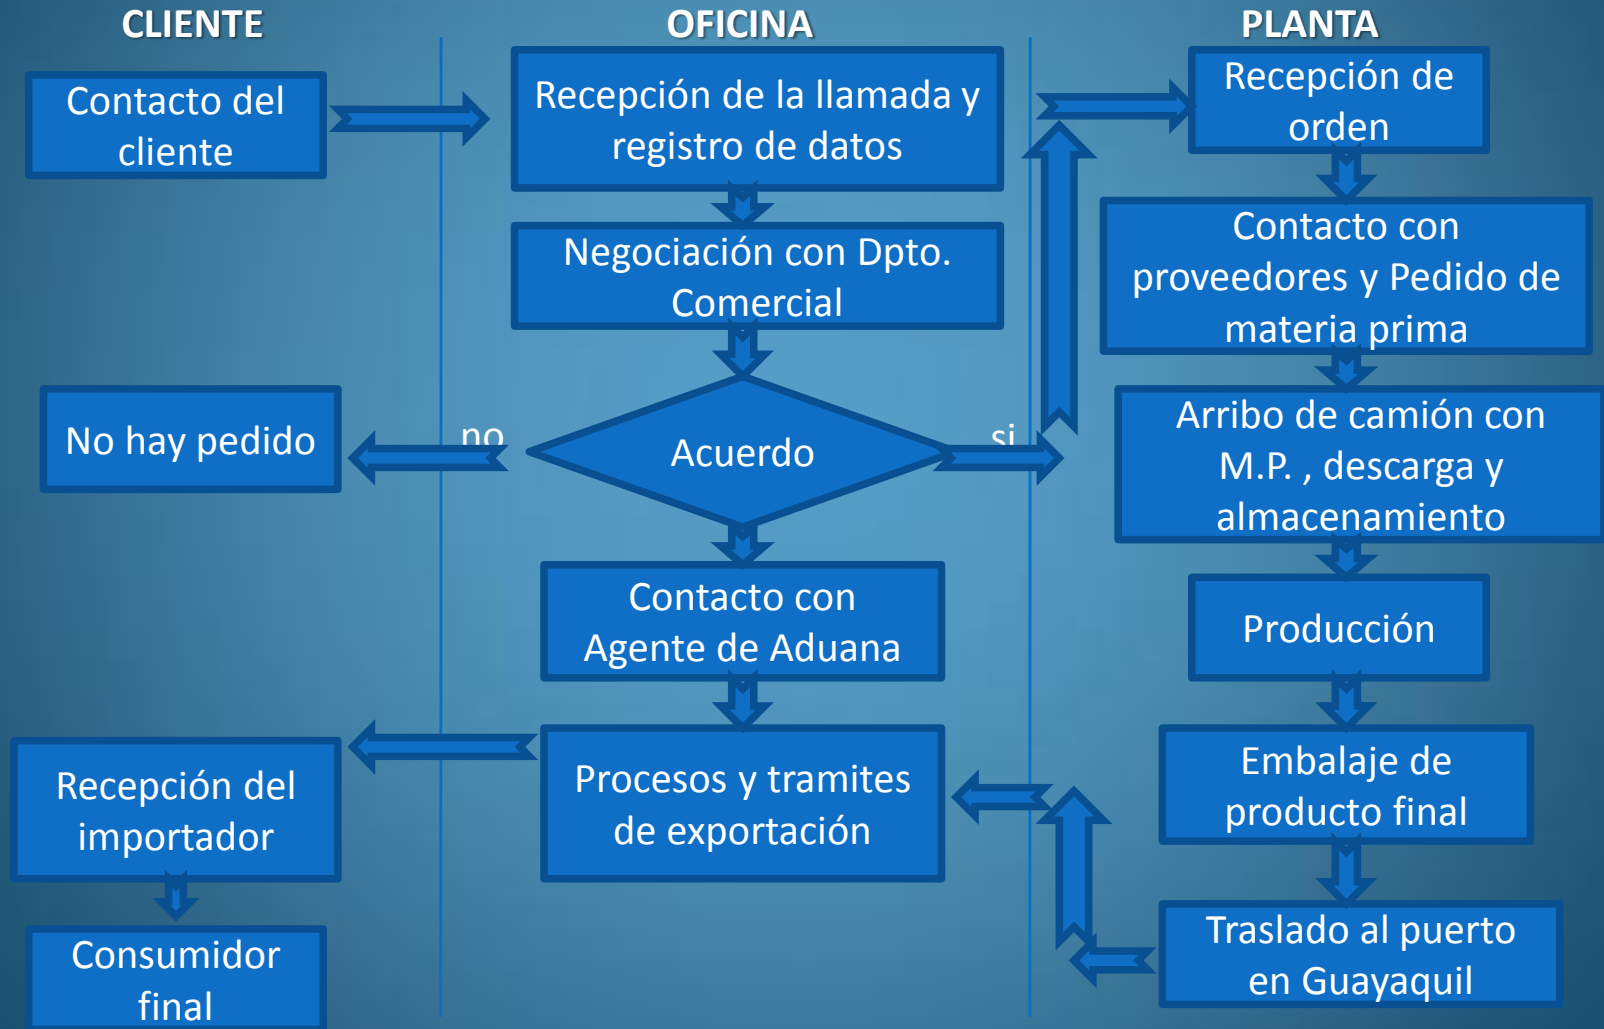 CLIENTE
OFICINA
PLANTA
Contacto del
cliente
Recepción de la llamada y
registro de datos
Recepción de
orden
Negociación con Dpto.
Comercial
Contacto con
proveedores y Pedido de
materia prima
No hay pedido
no
Acuerdo
si
Arribo de camión con
M.P. , descarga y
almacenamiento
Contacto con
Agente de Aduana
Producción
Recepción del
importador
Procesos y tramites
de exportación
Embalaje de
producto final
Consumidor
final
Traslado al puerto
en Guayaquil